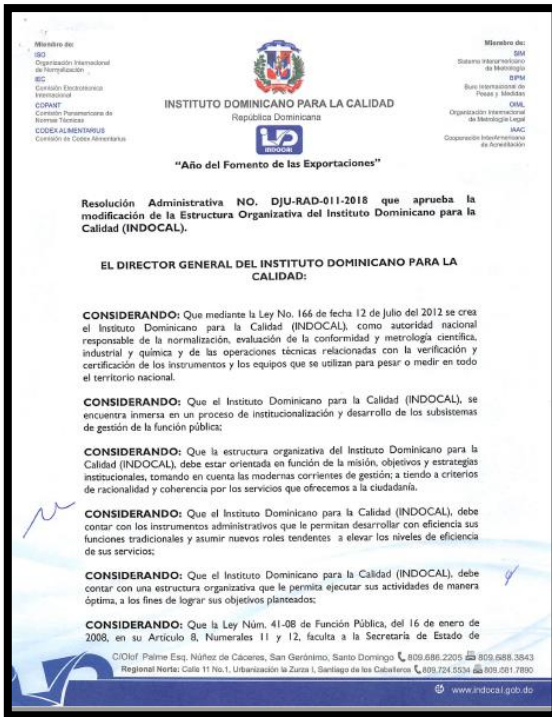 Miembro de:
ISO
Organización Internacional
de Normalización
IEC
Comisión Electrotécnica
Internacional
COPANT
Comisión Panamericana de
Normas Técnicas
CODEX ALIMENTARIUS
Comisión de Codex Alimentarius
INSTITUTO DOMINICANO PARA LA CALIDAD
República Dominicana
INDOCAL
Miembro de:
SIM
Sistema Interamericano
de Metrología
BIPM
Buro Internacional de
Pesas y Medidas
OIML
Organización Internacional
de Metrología Legal
IAAC
Cooperación InterAmericana
de Acreditación
“Año del Fomento de las Exportaciones”
Resolución Administrativa NO. DJU-RAD-011-2018 que aprueba la
modificación de la Estructura Organizativa del Instituto Dominicano para la
Calidad (INDOCAL).
EL DIRECTOR GENERAL DEL INSTITUTO DOMINICANO PARA LA
CALIDAD:
CONSIDERANDO: Que mediante la Ley No. 166 de fecha 12 de Julio del 2012 se crea
el Instituto Dominicano para la Calidad (INDOCAL), como autoridad nacional
responsable de la normalización, evaluación de la conformidad y metrología científica,
industrial y química y de las operaciones técnicas relacionadas con la verificación y
certificación de los instrumentos y los equipos que se utilizan para pesar o medir en todo
el territorio nacional.
CONSIDERANDO: Que el Instituto Dominicano para la Calidad (INDOCAL), se
encuentra inmersa en un proceso de institucionalización y desarrollo de los subsistemas
de gestión de la función pública;
CONSIDERANDO: Que la estructura organizativa del Instituto Dominicano para la
Calidad (INDOCAL), debe estar orientada en función de la misión, objetivos y estrategias
institucionales, tomando en cuenta las modernas corrientes de gestión; a tiendo a criterios
de racionalidad y coherencia por los servicios que ofrecemos a la ciudadanía.
CONSIDERANDO: Que el Instituto Dominicano para la Calidad (INDOCAL), debe
contar con los instrumentos administrativos que le permitan desarrollar con eficiencia sus
funciones tradicionales y asumir nuevos roles tendentes a elevar los niveles de eficiencia
de sus servicios;
CONSIDERANDO: Que el Instituto Dominicano para la Calidad (INDOCAL), debe
contar con una estructura organizativa que le permita ejecutar sus actividades de manera
óptima, a los fines de lograr sus objetivos planteados;
CONSIDERANDO: Que la Ley Núm. 41-08 de Función Pública, del 16 de enero de
2008, en su Artículo 8, Numerales 11 y 12, faculta a la Secretaría de Estado de
C/Olof Palme Esq. Núñez de Cáceres, San Gerónimo, Santo Domingo 809.686.2205 809.688.3843
Regional Norte: Calle 11 No.1, Urbanización la Zurza I, Santiago de los Caballeros 809.724.5534 809.581.7890
www.indocal.gob.do